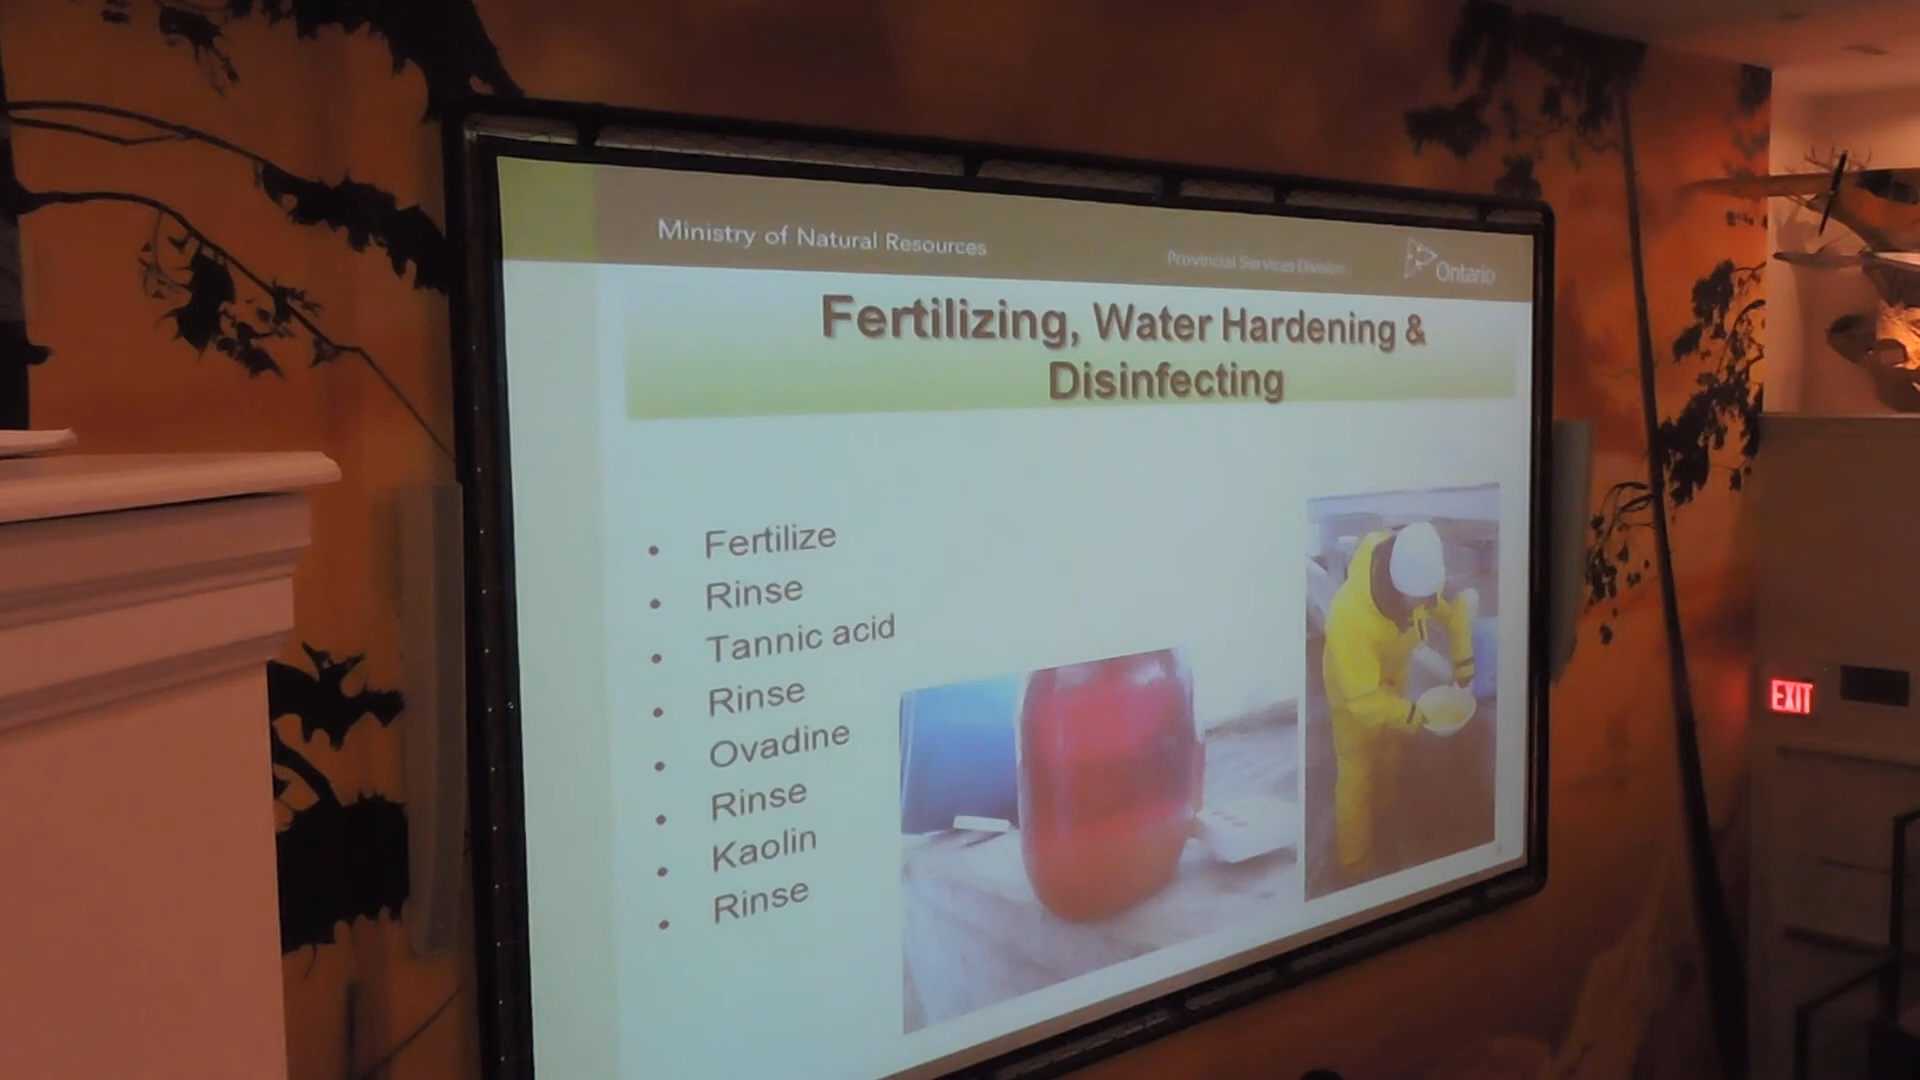 Ministry of Natural Resources
Provincial Services Division
Ontario
Fertilizing, Water Hardening &
Disinfecting
• Fertilize
• Rinse
• Tannic acid
• Rinse
• Ovadine
• Rinse
• Kaolin
• Rinse
EXIT